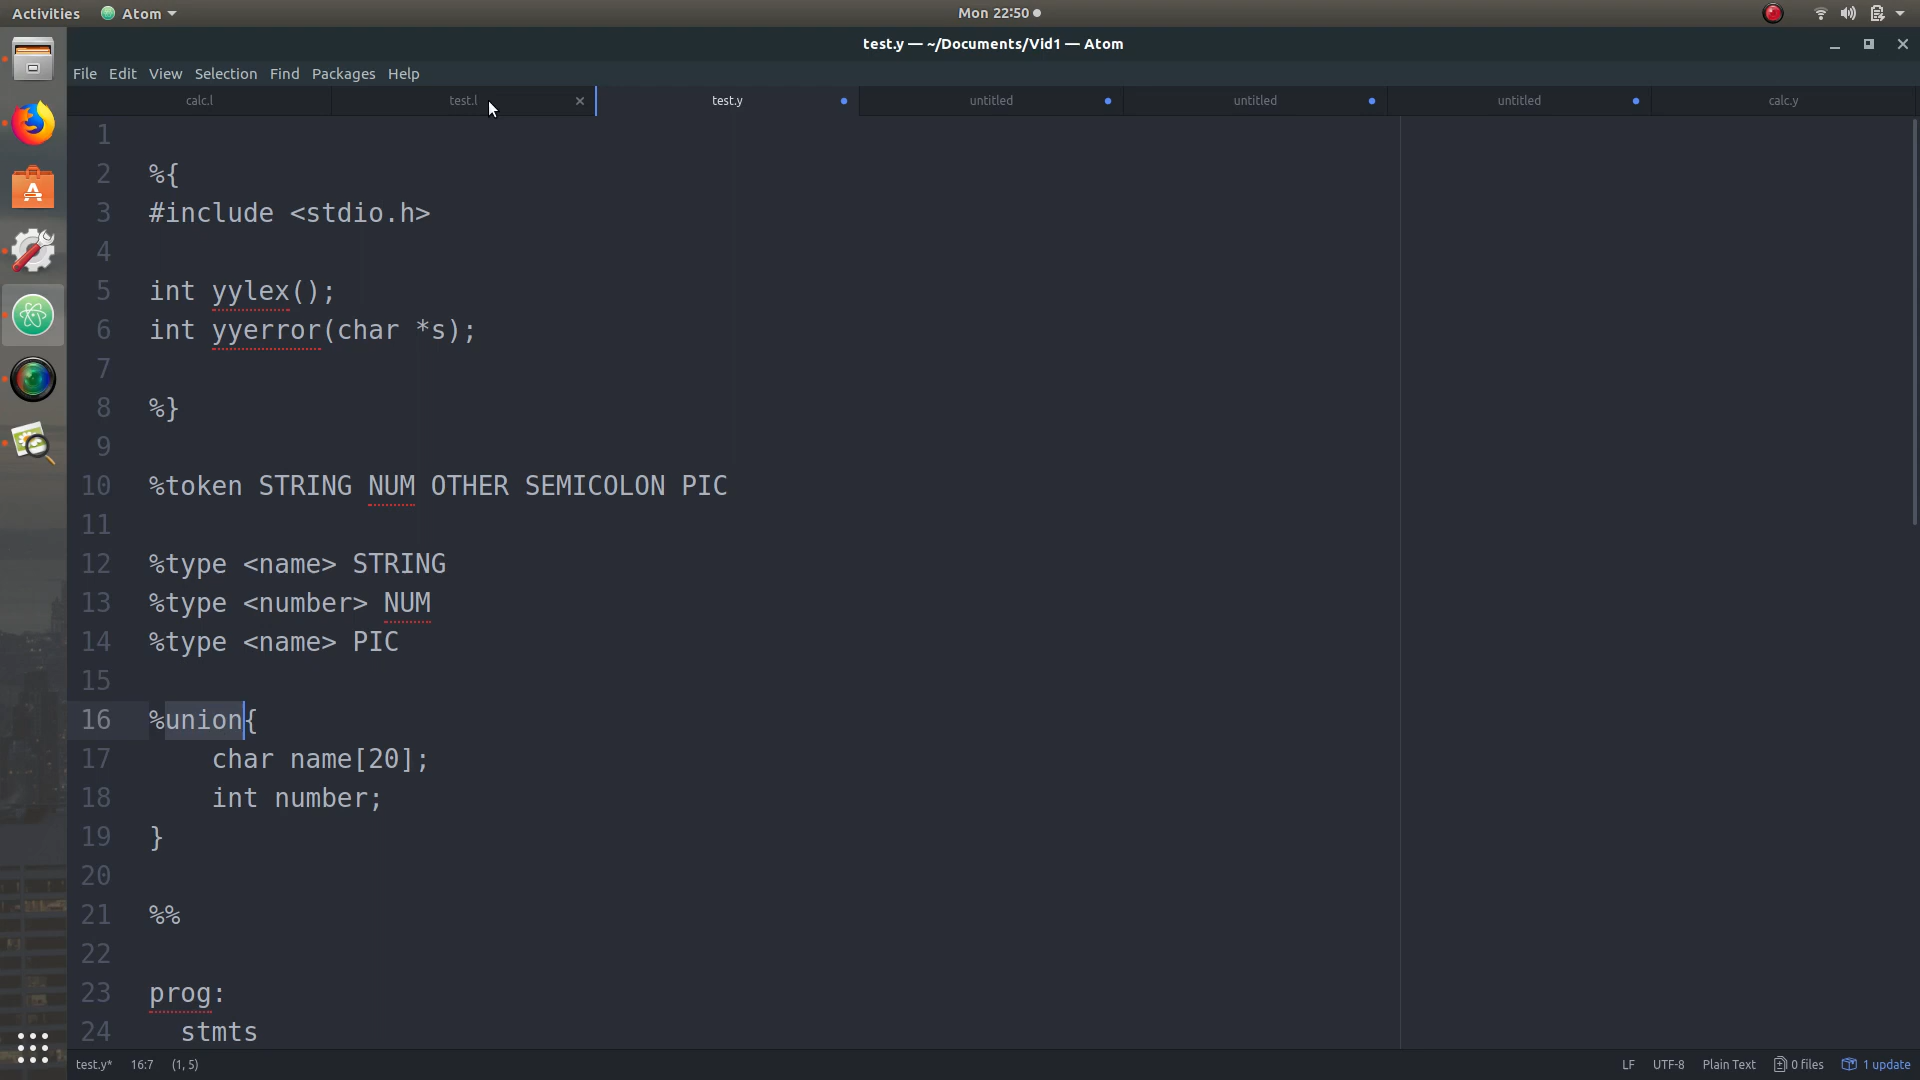 Activities Atom Mon 22:50
test.y — ~/Documents/Vid1 — Atom
File Edit View Selection Find Packages Help
calc.l test.l test.y untitled untitled untitled calc.y
1
2 %{
3 #include <stdio.h>
4
5 int yylex();
6 int yyerror(char *s);
7
8 %}
9
10 %token STRING NUM OTHER SEMICOLON PIC
11
12 %type <name> STRING
13 %type <number> NUM
14 %type <name> PIC
15
16 %union{
17 char name[20];
18 int number;
19 }
20
21 %%
22
23 prog:
24 stmts
test.y* 16:7 (1, 5) LF UTF-8 Plain Text 0 files 1 update